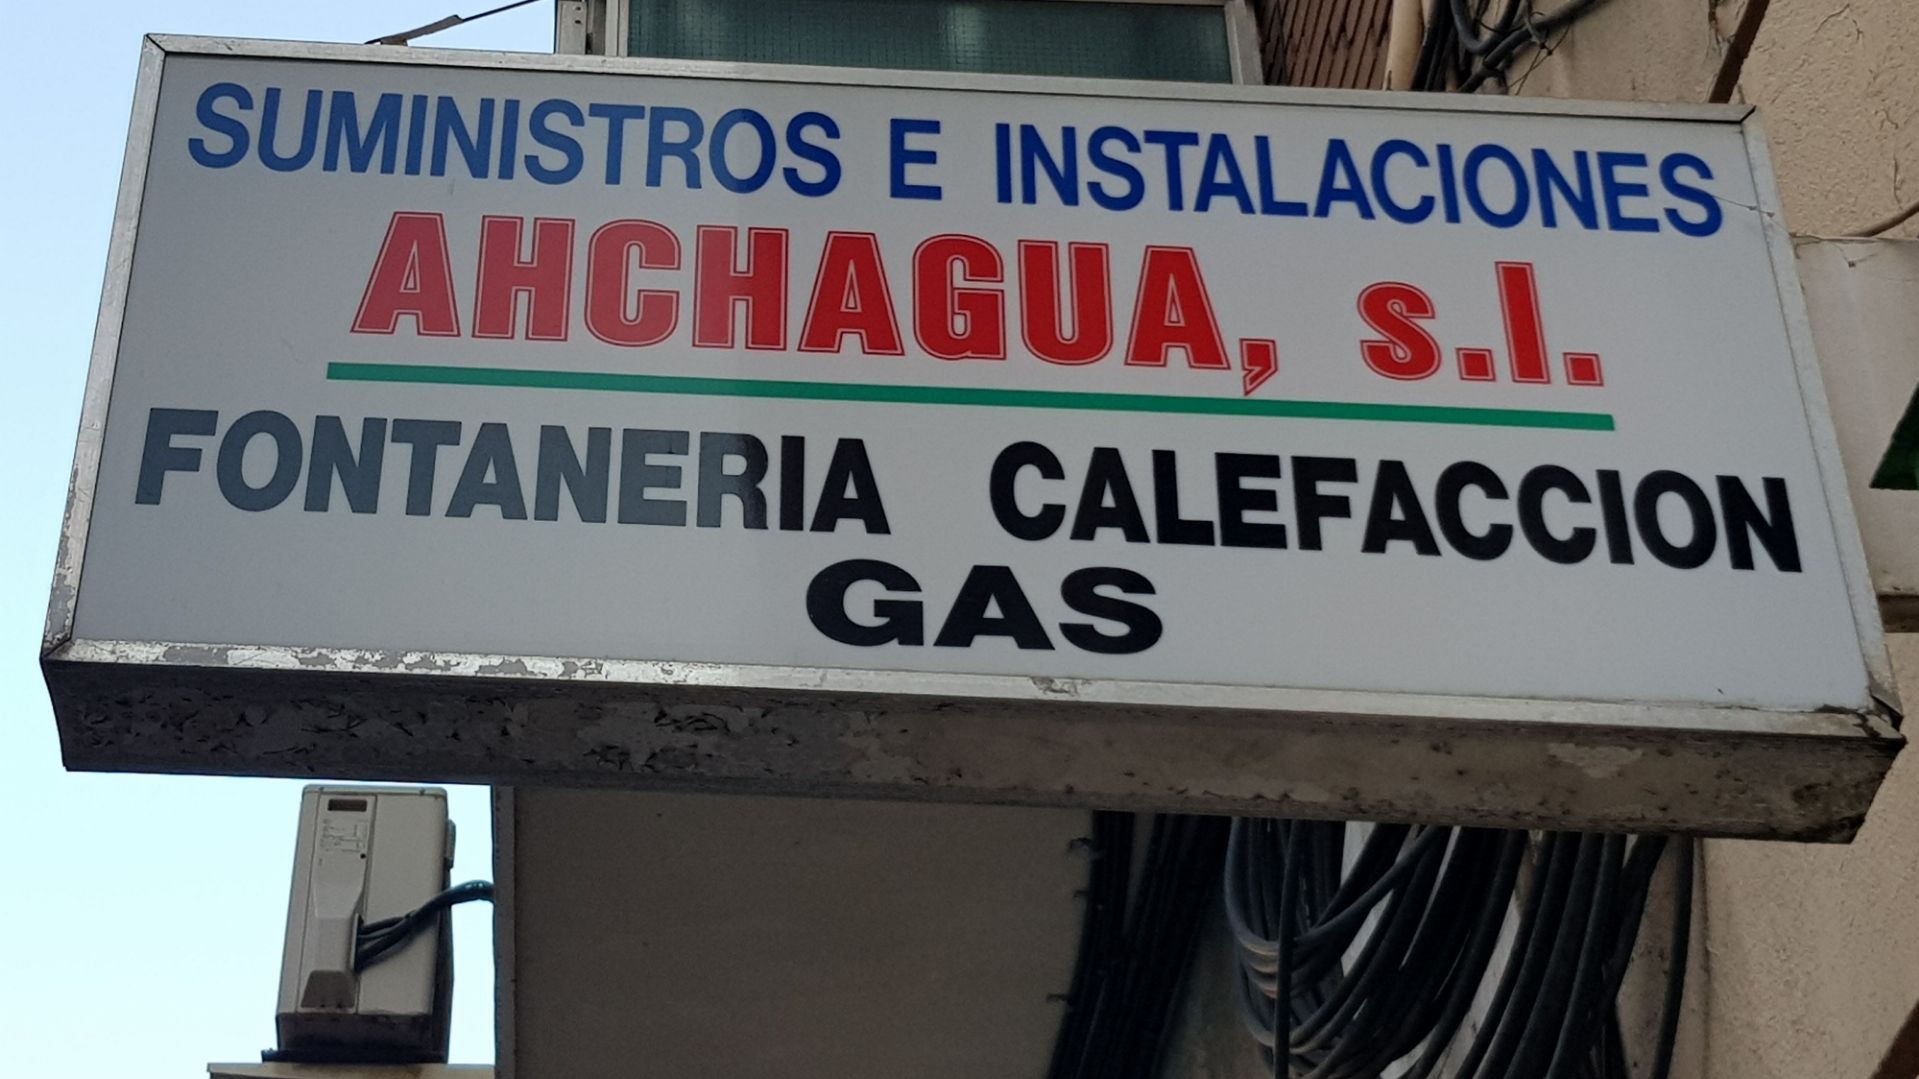 SUMINISTROS E INSTALACIONES
AHCHAGUA, s.l.
FONTANERIA CALEFACCION
GAS